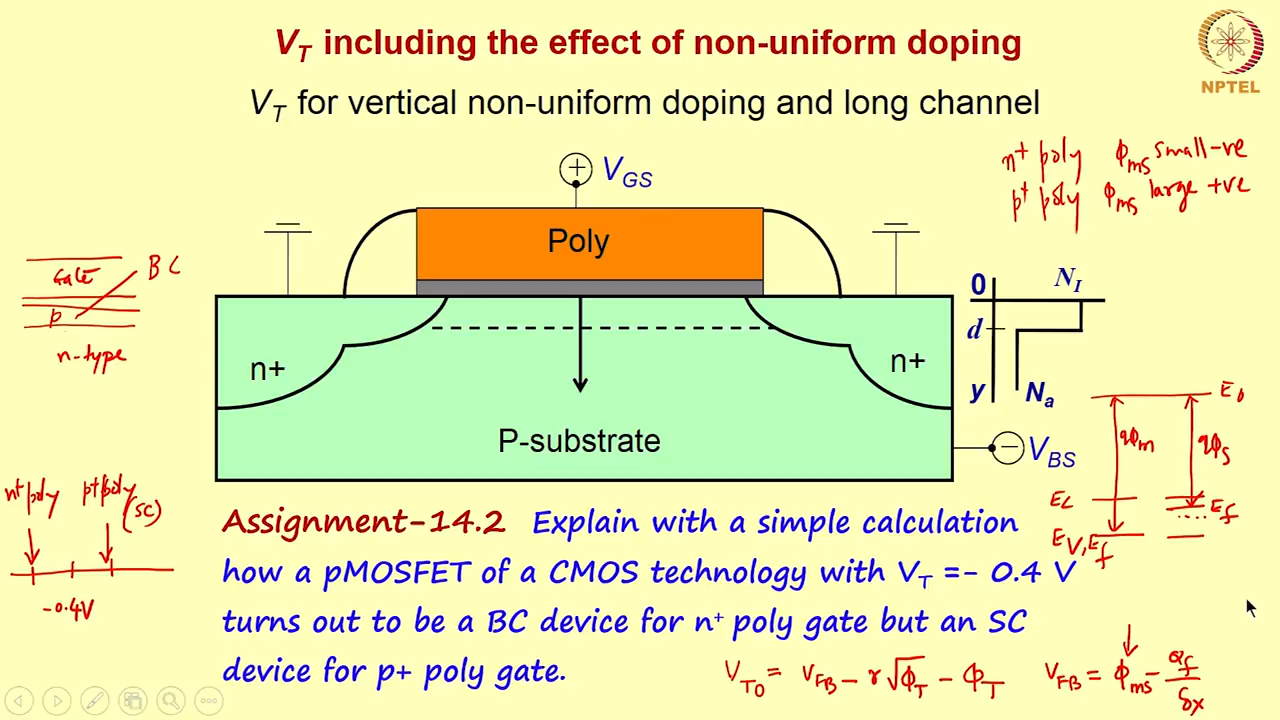 V_T including the effect of non-uniform doping
V_T for vertical non-uniform doping and long channel
NPTEL
n+ poly ϕms small -ve
p+ poly ϕms large +ve
V_GS
Poly
Gate
BC
p
n-type
n+
n+
P-substrate
V_BS
0 N_I
d
y N_a
E0
qϕm qϕs
Ec Ef
Ev, Ef
n+ poly p+ poly
(SC)
-0.4V
Assignment-14.2 Explain with a simple calculation
how a pMOSFET of a CMOS technology with V_T =- 0.4 V
turns out to be a BC device for n+ poly gate but an SC
device for p+ poly gate.
V_T0 = V_FB - γ√ϕ_T - ϕ_T V_FB = ϕ_ms - Q_f